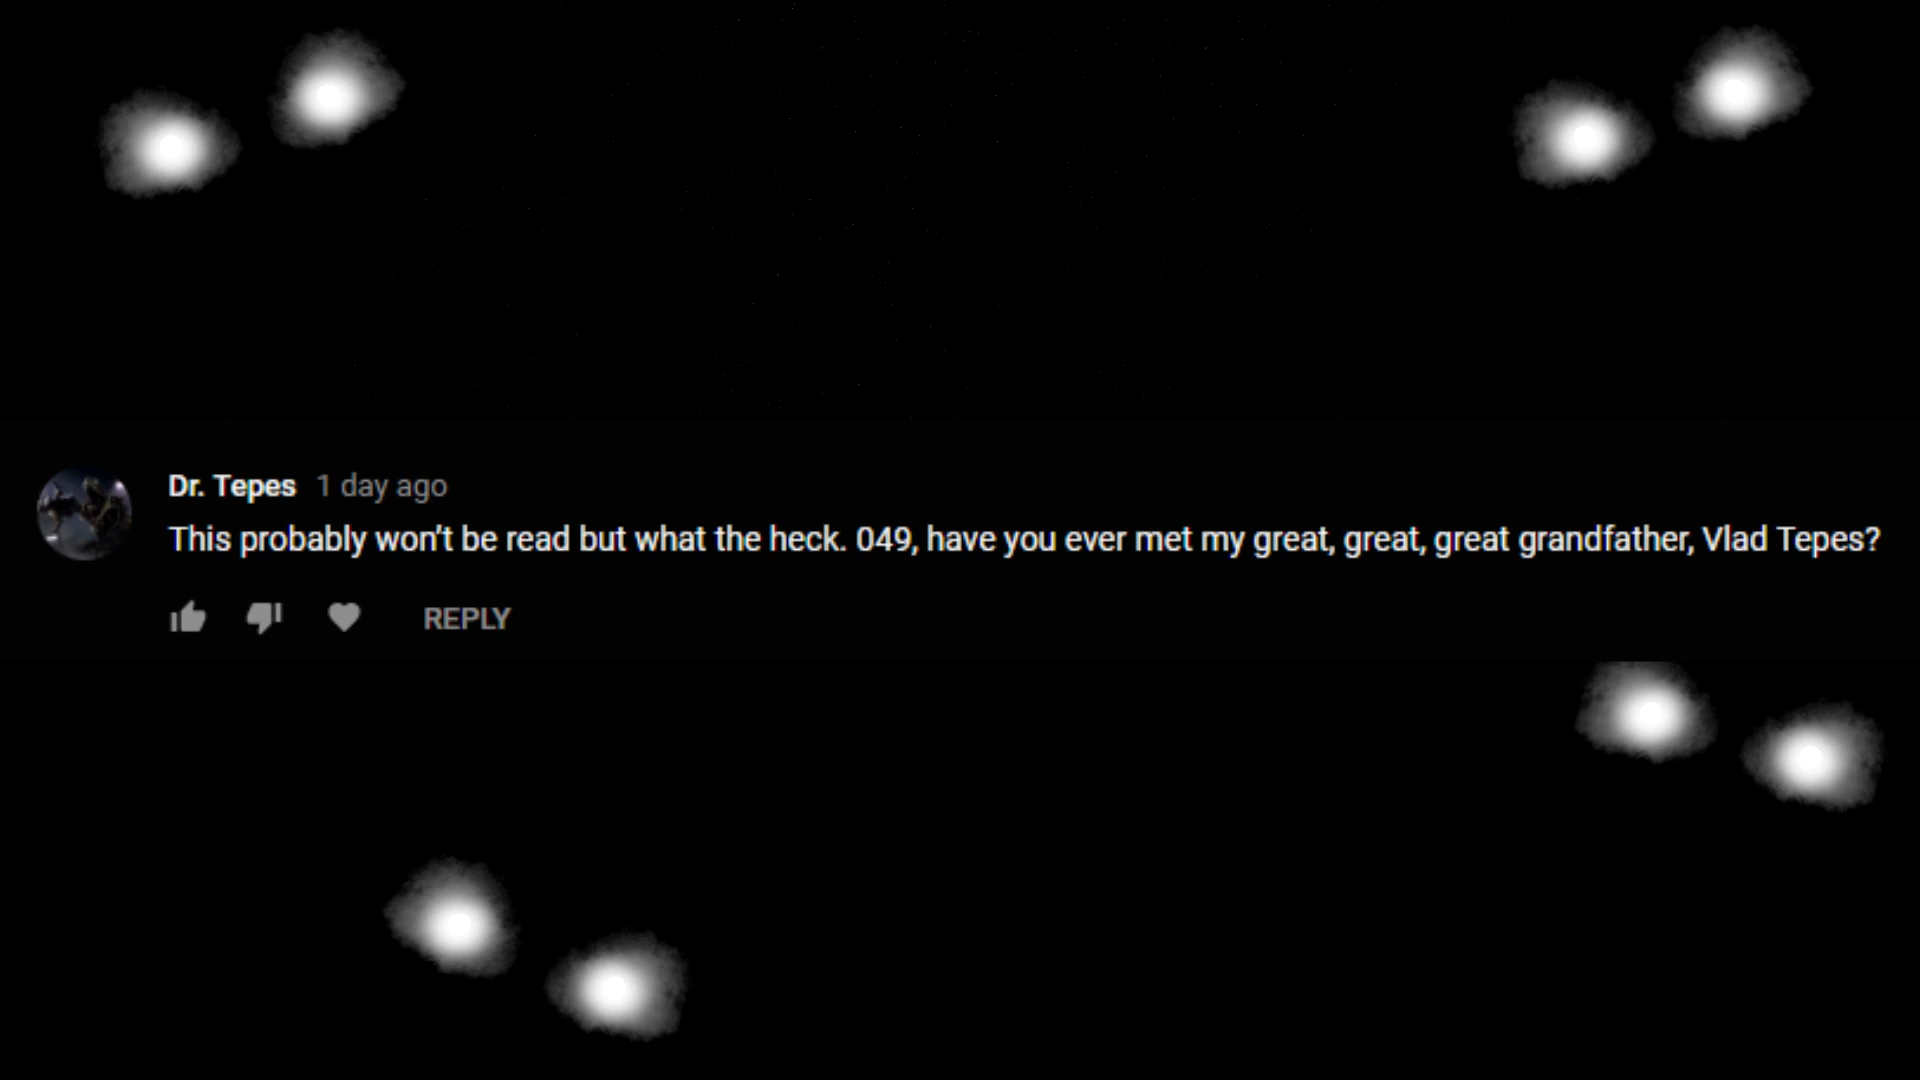 Dr. Tepes 1 day ago
This probably won't be read but what the heck. 049, have you ever met my great, great, great grandfather, Vlad Tepes?
REPLY